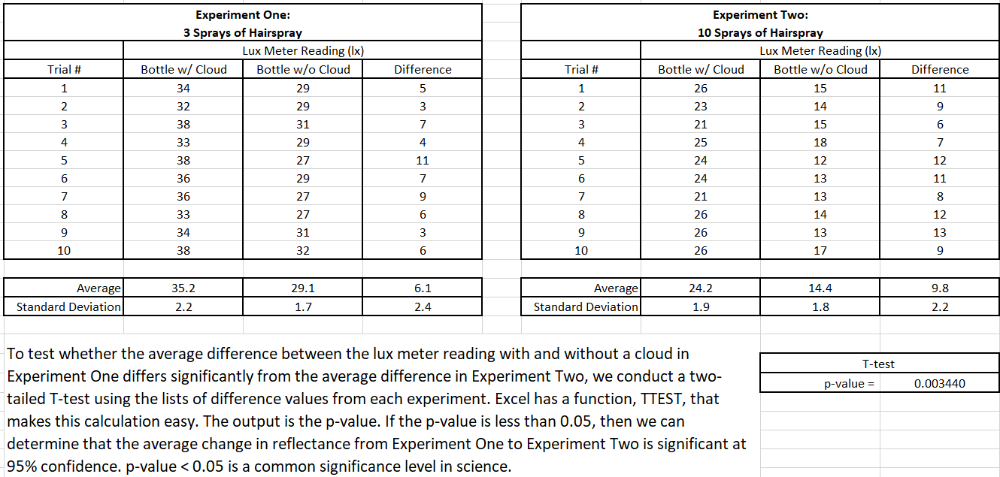 Experiment One:
3 Sprays of Hairspray
Lux Meter Reading (lx)
Trial # Bottle w/ Cloud Bottle w/o Cloud Difference
1 34 29 5
2 32 29 3
3 38 31 7
4 33 29 4
5 38 27 11
6 36 29 7
7 36 27 9
8 33 27 6
9 34 31 3
10 38 32 6
Average 35.2 29.1 6.1
Standard Deviation 2.2 1.7 2.4
Experiment Two:
10 Sprays of Hairspray
Lux Meter Reading (lx)
Trial # Bottle w/ Cloud Bottle w/o Cloud Difference
1 26 15 11
2 23 14 9
3 21 15 6
4 25 18 7
5 24 12 12
6 24 13 11
7 21 13 8
8 26 14 12
9 26 13 13
10 26 17 9
Average 24.2 14.4 9.8
Standard Deviation 1.9 1.8 2.2
To test whether the average difference between the lux meter reading with and without a cloud in
Experiment One differs significantly from the average difference in Experiment Two, we conduct a two-
tailed T-test using the lists of difference values from each experiment. Excel has a function, TTEST, that
makes this calculation easy. The output is the p-value. If the p-value is less than 0.05, then we can
determine that the average change in reflectance from Experiment One to Experiment Two is significant at
95% confidence. p-value < 0.05 is a common significance level in science.
T-test
p-value = 0.003440